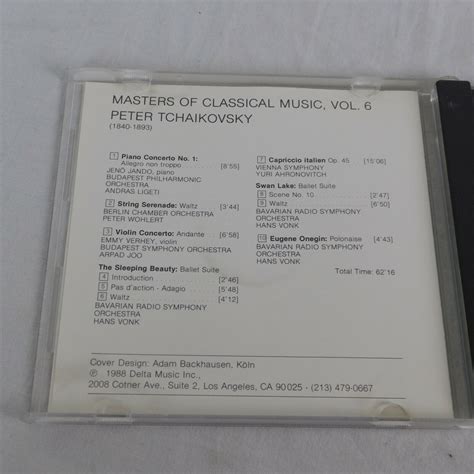 MASTERS OF CLASSICAL MUSIC, VOL. 6
PETER TCHAIKOVSKY
(1840-1893)
1 Piano Concerto No. 1:
Allegro non troppo [8'55]
JENÖ JANDO, piano
BUDAPEST PHILHARMONIC
ORCHESTRA
ANDRAS LIGETI
2 String Serenade: Waltz [3'44]
BERLIN CHAMBER ORCHESTRA
PETER WOHLERT
3 Violin Concerto: Andante [6'58]
EMMY VERHEY, violin
BUDAPEST SYMPHONY ORCHESTRA
ARPAD JOO
The Sleeping Beauty: Ballet Suite
4 Introduction [2'46]
5 Pas d'action - Adagio [5'48]
6 Waltz [4'12]
BAVARIAN RADIO SYMPHONY
ORCHESTRA
HANS VONK
7 Capriccio italien Op. 45 [15'06]
VIENNA SYMPHONY
YURI AHRONOVITCH
Swan Lake: Ballet Suite
8 Scene No. 10 [2'47]
9 Waltz [6'50]
BAVARIAN RADIO SYMPHONY
ORCHESTRA
HANS VONK
10 Eugene Onegin: Polonaise [4'43]
BAVARIAN RADIO SYMPHONY
ORCHESTRA
HANS VONK
Total Time: 62'16
Cover Design: Adam Backhausen, Köln
℗ 1988 Delta Music Inc.,
2008 Cotner Ave., Suite 2, Los Angeles, CA 90025 - (213) 479-0667